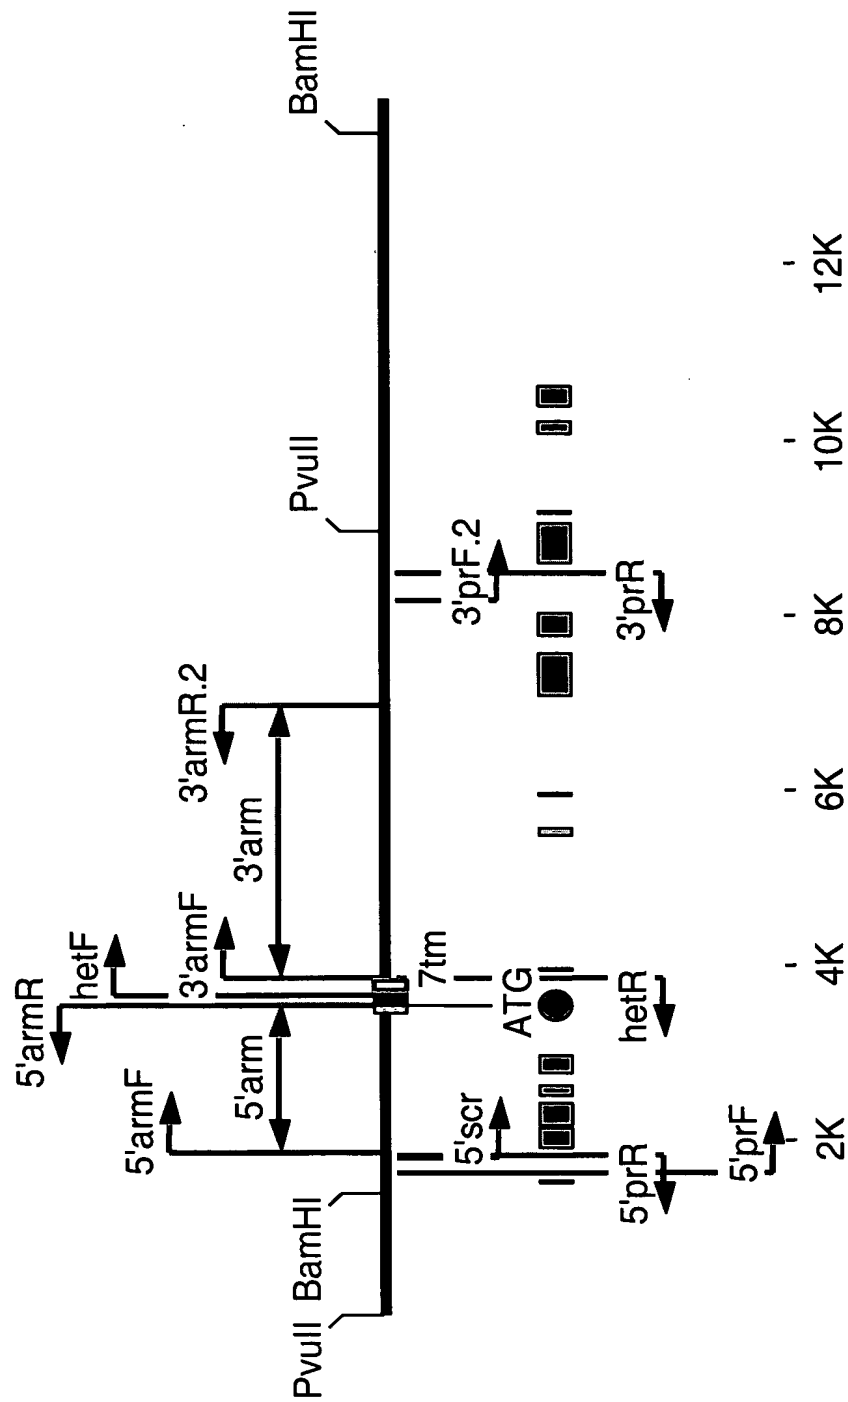 5'armR
hetF
5'armF
3'armF
3'armR.2
5'arm
3'arm
PvuII
BamHI
PvuII
BamHI
7tm
5'scr
3'prF.2
ATG
5'prR
hetR
3'prR
5'prF
2K
4K
6K
8K
10K
12K